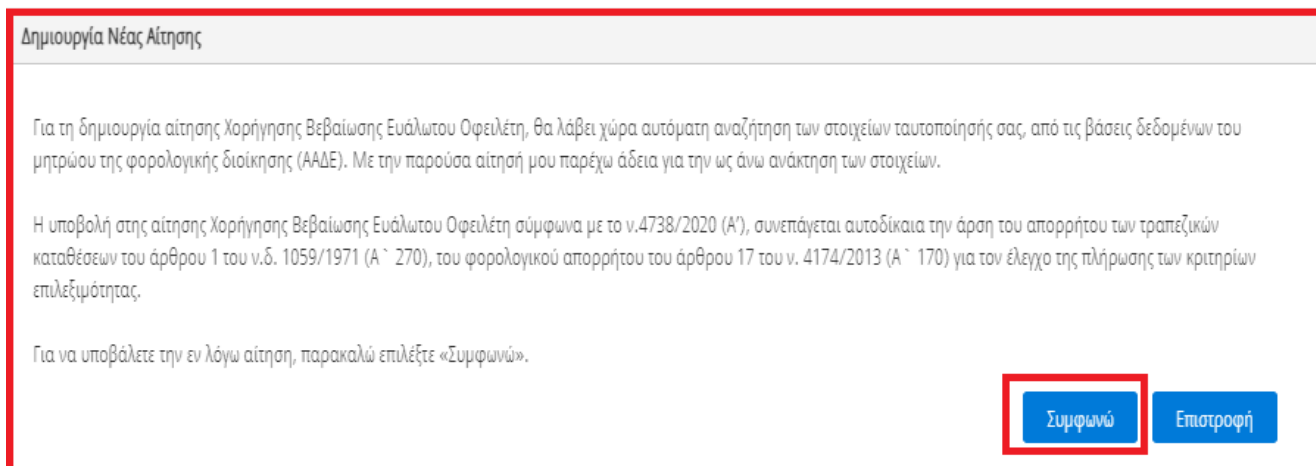 Δημιουργία Νέας Αίτησης
Για τη δημιουργία αίτησης Χορήγησης Βεβαίωσης Ευάλωτου Οφειλέτη, θα λάβει χώρα αυτόματη αναζήτηση των στοιχείων ταυτοποίησής σας, από τις βάσεις δεδομένων του
μητρώου της φορολογικής διοίκησης (ΑΑΔΕ). Με την παρούσα αίτησή μου παρέχω άδεια για την ως άνω ανάκτηση των στοιχείων.
Η υποβολή στης αίτησης Χορήγησης Βεβαίωσης Ευάλωτου Οφειλέτη σύμφωνα με το ν.4738/2020 (Α’), συνεπάγεται αυτοδίκαια την άρση του απορρήτου των τραπεζικών
καταθέσεων του άρθρου 1 του ν.δ. 1059/1971 (Α` 270), του φορολογικού απορρήτου του άρθρου 17 του ν. 4174/2013 (Α` 170) για τον έλεγχο της πλήρωσης των κριτηρίων
επιλεξιμότητας.
Για να υποβάλετε την εν λόγω αίτηση, παρακαλώ επιλέξτε «Συμφωνώ».
Συμφωνώ Επιστροφή